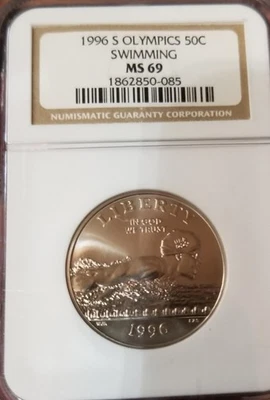 1996 S OLYMPICS 50C
SWIMMING
MS 69
1862850-085
NUMISMATIC GUARANTY CORPORATION
LIBERTY
IN GOD
WE TRUST
1996